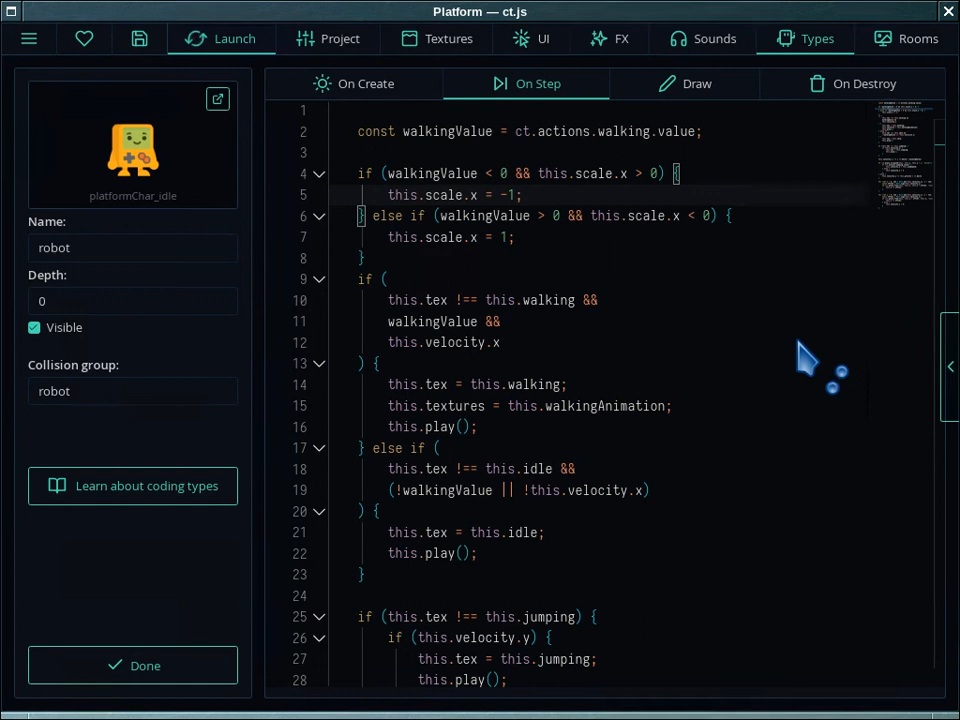 Platform — ct.js
Launch
Project
Textures
UI
FX
Sounds
Types
Rooms
platformChar_idle
Name:
robot
Depth:
0
Visible
Collision group:
robot
Learn about coding types
Done
On Create
On Step
Draw
On Destroy
1
2 const walkingValue = ct.actions.walking.value;
3
4 if (walkingValue < 0 && this.scale.x > 0) {
5 this.scale.x = -1;
6 } else if (walkingValue > 0 && this.scale.x < 0) {
7 this.scale.x = 1;
8 }
9 if (
10 this.tex !== this.walking &&
11 walkingValue &&
12 this.velocity.x
13 ) {
14 this.tex = this.walking;
15 this.textures = this.walkingAnimation;
16 this.play();
17 } else if (
18 this.tex !== this.idle &&
19 (!walkingValue || !this.velocity.x)
20 ) {
21 this.tex = this.idle;
22 this.play();
23 }
24
25 if (this.tex !== this.jumping) {
26 if (this.velocity.y) {
27 this.tex = this.jumping;
28 this.play();